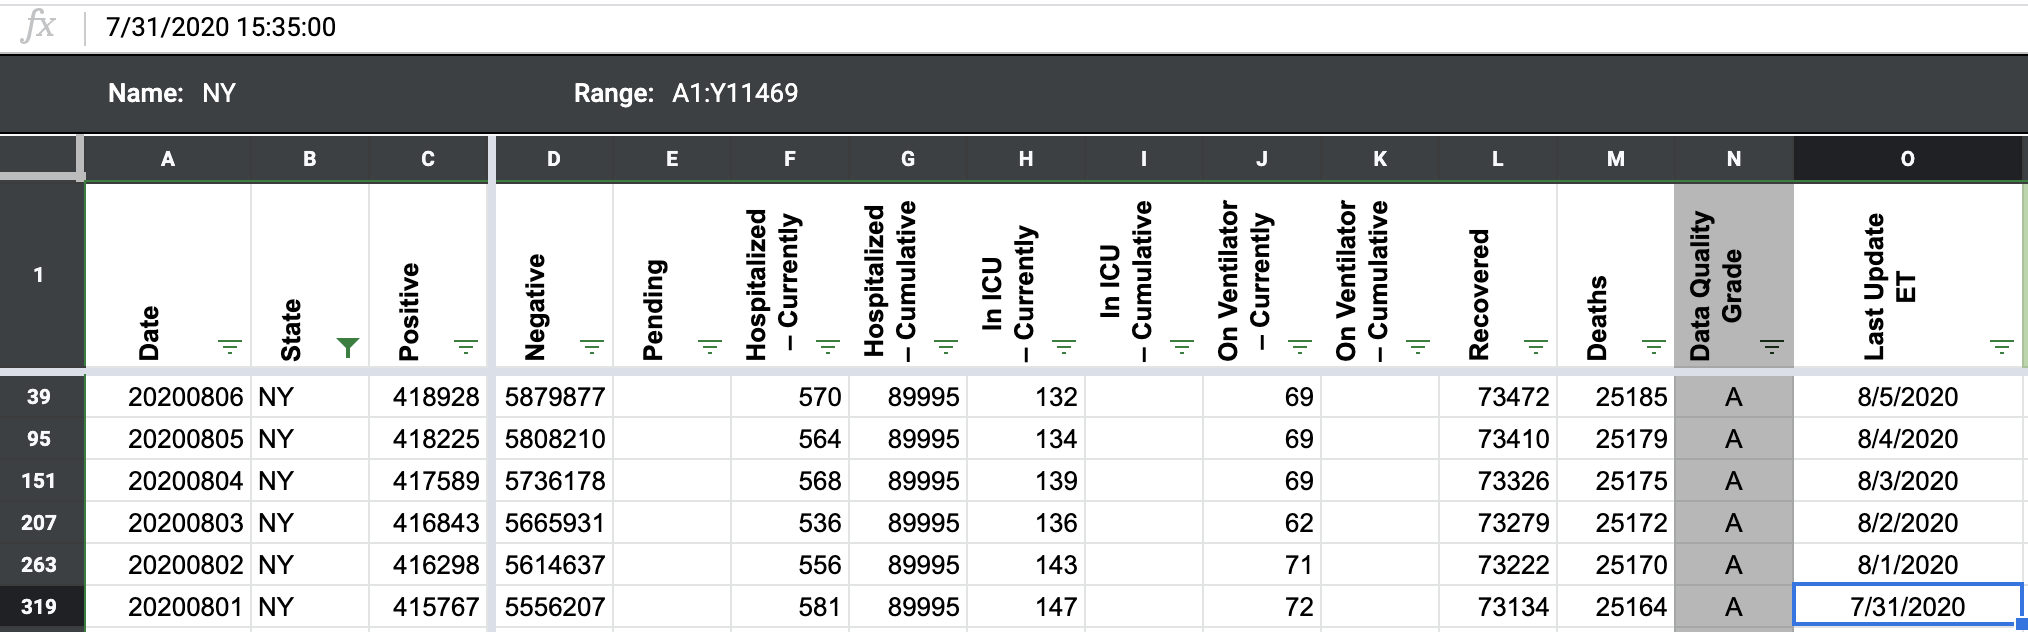 fx 7/31/2020 15:35:00
Name: NY Range: A1:Y11469
A B C D E F G H I J K L M N O
1 Date State Positive Negative Pending Hospitalized – Currently Hospitalized – Cumulative In ICU – Currently In ICU – Cumulative On Ventilator – Currently On Ventilator – Cumulative Recovered Deaths Data Quality Grade Last Update ET
39 20200806 NY 418928 5879877 570 89995 132 69 73472 25185 A 8/5/2020
95 20200805 NY 418225 5808210 564 89995 134 69 73410 25179 A 8/4/2020
151 20200804 NY 417589 5736178 568 89995 139 69 73326 25175 A 8/3/2020
207 20200803 NY 416843 5665931 536 89995 136 62 73279 25172 A 8/2/2020
263 20200802 NY 416298 5614637 556 89995 143 71 73222 25170 A 8/1/2020
319 20200801 NY 415767 5556207 581 89995 147 72 73134 25164 A 7/31/2020